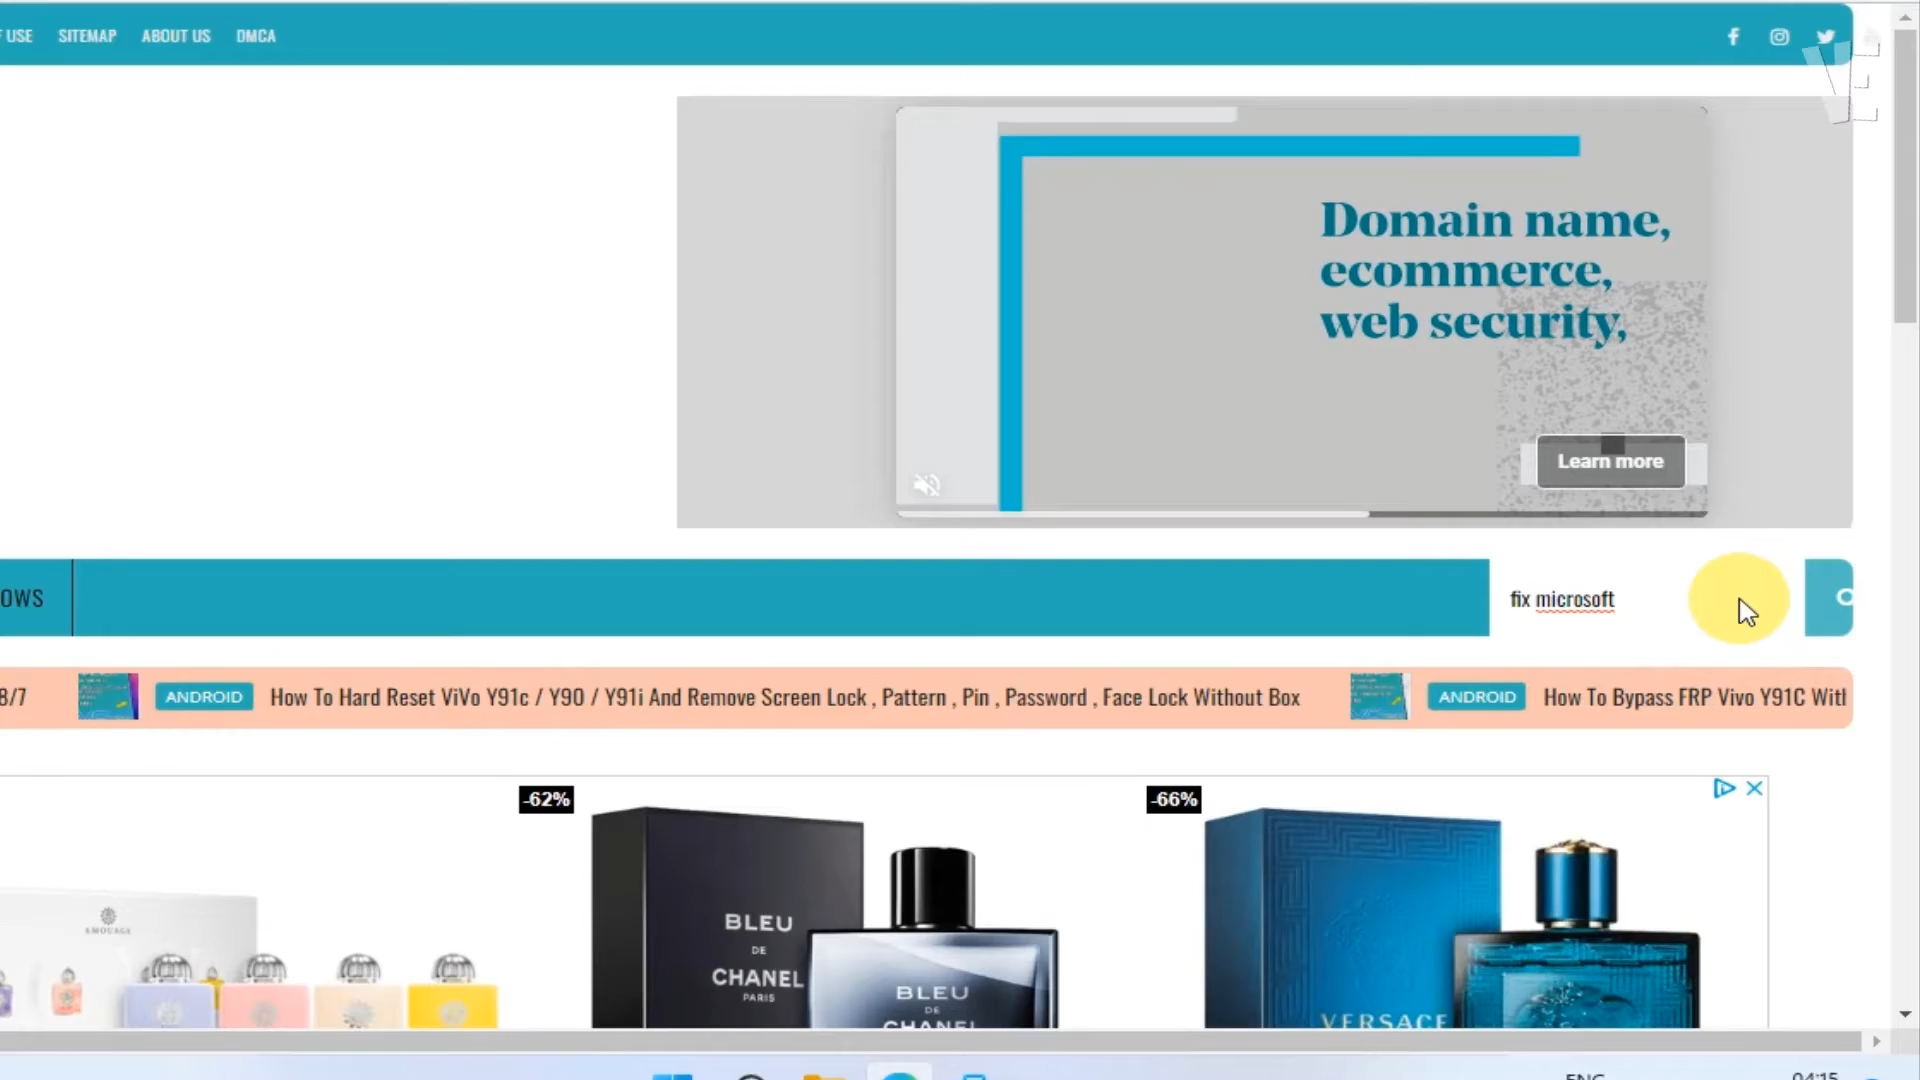 USE SITEMAP ABOUT US DMCA
VE
Domain name,
ecommerce,
web security,
Learn more
OWS
fix microsoft
8/7 ANDROID How To Hard Reset ViVo Y91c / Y90 / Y91i And Remove Screen Lock , Pattern , Pin , Password , Face Lock Without Box ANDROID How To Bypass FRP Vivo Y91C With
-62%
-66%
AMOUAGE
BLEU
DE
CHANEL
PARIS
BLEU
DE
CHANEL
VERSACE
ENG
04:15